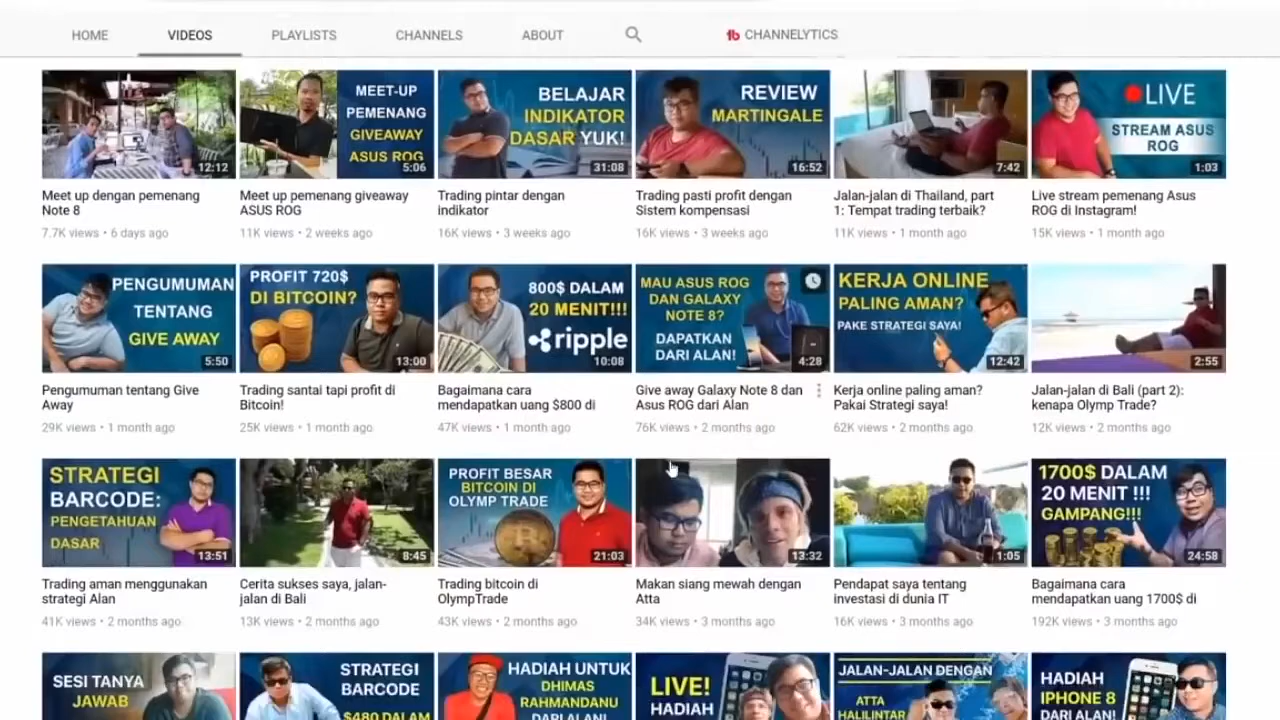 HOME VIDEOS PLAYLISTS CHANNELS ABOUT CHANNELYTICS
12:12
MEET-UP
PEMENANG
GIVEAWAY
ASUS ROG
5:06
BELAJAR
INDIKATOR
DASAR YUK!
31:08
REVIEW
MARTINGALE
16:52
7:42
LIVE
STREAM ASUS
ROG
1:03
Meet up dengan pemenang
Note 8
7.7K views • 6 days ago
Meet up pemenang giveaway
ASUS ROG
11K views • 2 weeks ago
Trading pintar dengan
indikator
16K views • 3 weeks ago
Trading pasti profit dengan
Sistem kompensasi
16K views • 3 weeks ago
Jalan-jalan di Thailand, part
1: Tempat trading terbaik?
11K views • 1 month ago
Live stream pemenang Asus
ROG di Instagram!
15K views • 1 month ago
PENGUMUMAN
TENTANG
GIVE AWAY
5:50
PROFIT 720$
DI BITCOIN?
13:00
800$ DALAM
20 MENIT!!!
ripple
10:08
MAU ASUS ROG
DAN GALAXY
NOTE 8?
DAPATKAN
DARI ALAN!
4:28
KERJA ONLINE
PALING AMAN?
PAKE STRATEGI SAYA!
12:42
2:55
Pengumuman tentang Give
Away
29K views • 1 month ago
Trading santai tapi profit di
Bitcoin!
25K views • 1 month ago
Bagaimana cara
mendapatkan uang $800 di
47K views • 1 month ago
Give away Galaxy Note 8 dan
Asus ROG dari Alan
76K views • 2 months ago
Kerja online paling aman?
Pakai Strategi saya!
62K views • 2 months ago
Jalan-jalan di Bali (part 2):
kenapa Olymp Trade?
12K views • 2 months ago
STRATEGI
BARCODE:
PENGETAHUAN
DASAR
13:51
8:45
PROFIT BESAR
BITCOIN DI
OLYMP TRADE
21:03
13:32
1:05
1700$ DALAM
20 MENIT !!!
GAMPANG!!!
24:58
Trading aman menggunakan
strategi Alan
41K views • 2 months ago
Cerita sukses saya, jalan-
jalan di Bali
13K views • 2 months ago
Trading bitcoin di
OlympTrade
43K views • 2 months ago
Makan siang mewah dengan
Atta
34K views • 3 months ago
Pendapat saya tentang
investasi di dunia IT
16K views • 3 months ago
Bagaimana cara
mendapatkan uang 1700$ di
192K views • 3 months ago
SESI TANYA
JAWAB
STRATEGI
BARCODE
$480 DALAM
HADIAH UNTUK
DHIMAS
RAHMANDANU
DARI ALAN!
LIVE!
HADIAH
JALAN-JALAN DENGAN
ATTA
HALILINTAR
HADIAH
IPHONE 8
DARI ALAN!